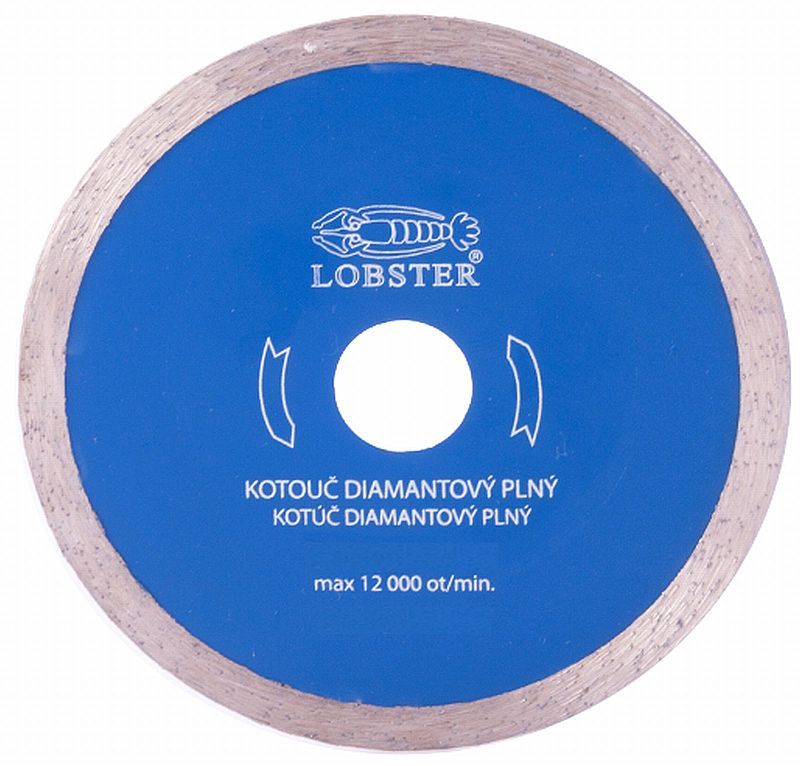 LOBSTER®
KOTOUČ DIAMANTOVÝ PLNÝ
KOTÚČ DIAMANTOVÝ PLNÝ
max 12 000 ot/min.